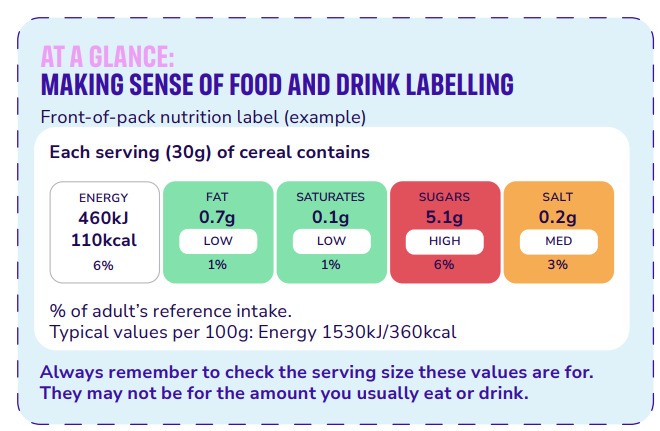 AT A GLANCE:
MAKING SENSE OF FOOD AND DRINK LABELLING
Front-of-pack nutrition label (example)
Each serving (30g) of cereal contains
ENERGY
460kJ
110kcal
6%
FAT
0.7g
LOW
1%
SATURATES
0.1g
LOW
1%
SUGARS
5.1g
HIGH
6%
SALT
0.2g
MED
3%
% of adult's reference intake.
Typical values per 100g: Energy 1530kJ/360kcal
Always remember to check the serving size these values are for.
They may not be for the amount you usually eat or drink.